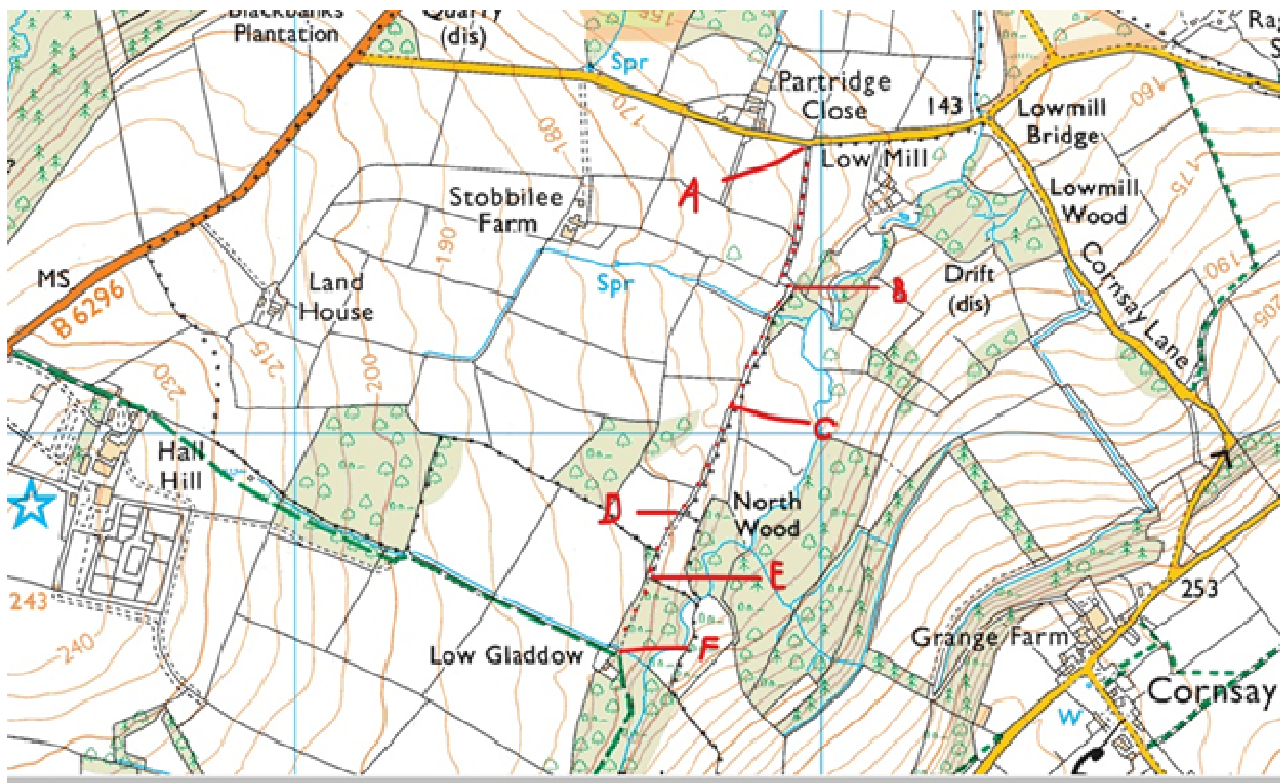 Blackbanks
Plantation
Quarry
(dis)
Spr
170
180
Partridge
Close
143
Lowmill
Bridge
160
175
Low Mill
A
Stobbilee
Farm
Lowmill
Wood
190
190
MS
B 6296
Land
House
Spr
B
Drift
(dis)
Cornsay Lane
205
215
200
230
C
Hall
Hill
D
North
Wood
E
253
243
240
Low Gladdow
F
Grange Farm
Cornsay
W